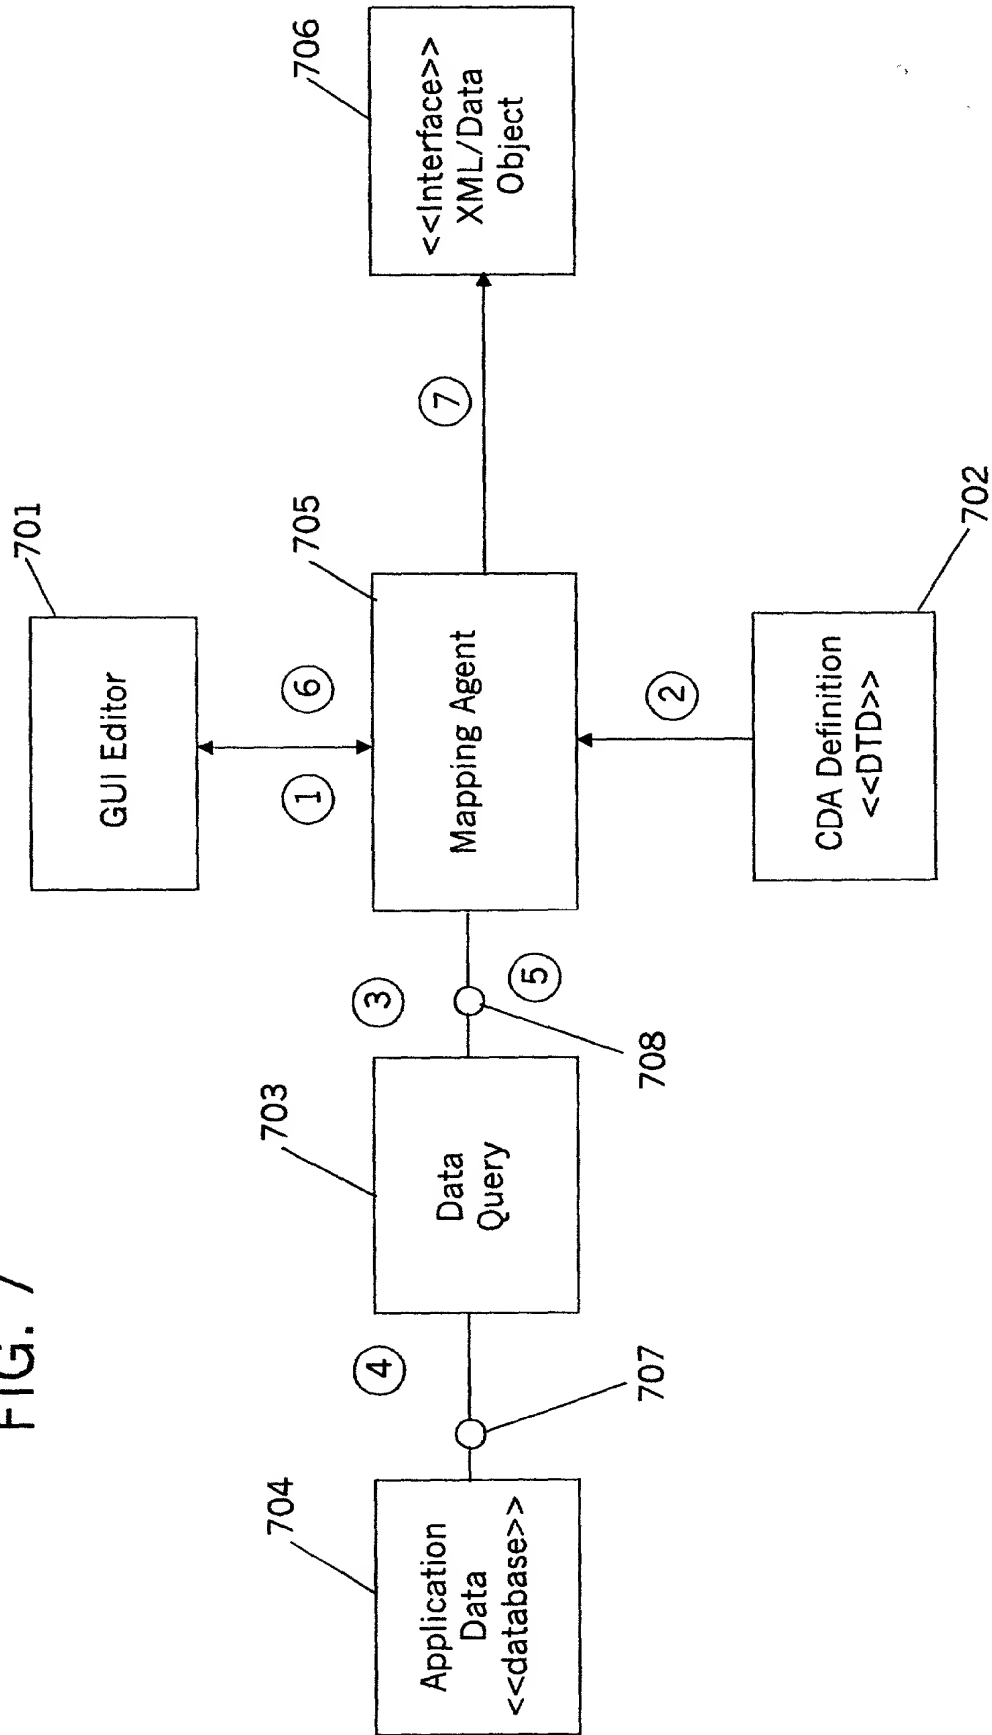 FIG. 7
701
GUI Editor
704
Application
Data
<<database>>
707
4
703
Data
Query
3
5
708
1
6
705
Mapping Agent
7
706
<<Interface>>
XML/Data
Object
2
702
CDA Definition
<<DTD>>